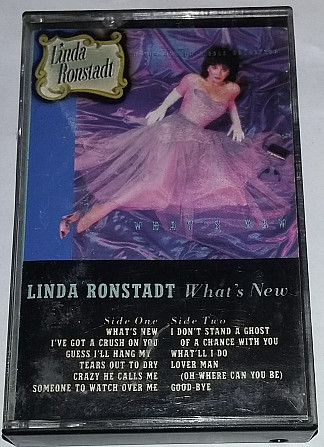 Linda
Ronstadt
WHAT'S NEW
LINDA RONSTADT What's New
Side One
WHAT'S NEW
I'VE GOT A CRUSH ON YOU
GUESS I'LL HANG MY
TEARS OUT TO DRY
CRAZY HE CALLS ME
SOMEONE TO WATCH OVER ME
Side Two
I DON'T STAND A GHOST
OF A CHANCE WITH YOU
WHAT'LL I DO
LOVER MAN
(OH WHERE CAN YOU BE)
GOOD-BYE